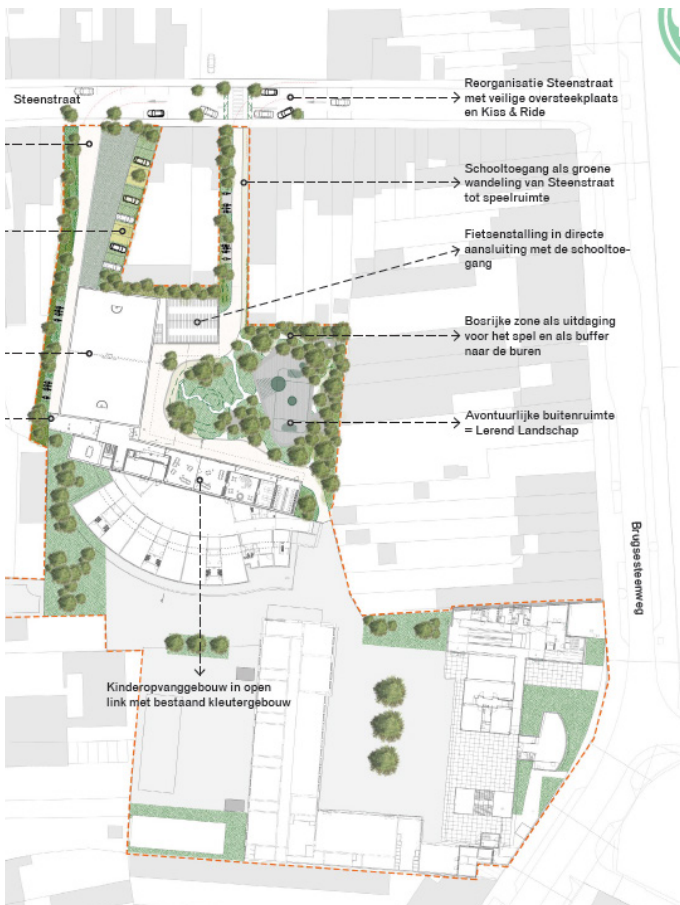 Steenstraat
Reorganisatie Steenstraat
met veilige oversteekplaats
en Kiss & Ride
Schooltoegang als groene
wandeling van Steenstraat
tot speelruimte
Fietsenstalling in directe
aansluiting met de schooltoe-
gang
Bosrijke zone als uitdaging
voor het spel en als buffer
naar de buren
Avontuurlijke buitenruimte
= Lerend Landschap
Brugsesteenweg
Kinderopvanggebouw in open
link met bestaand kleutergebouw